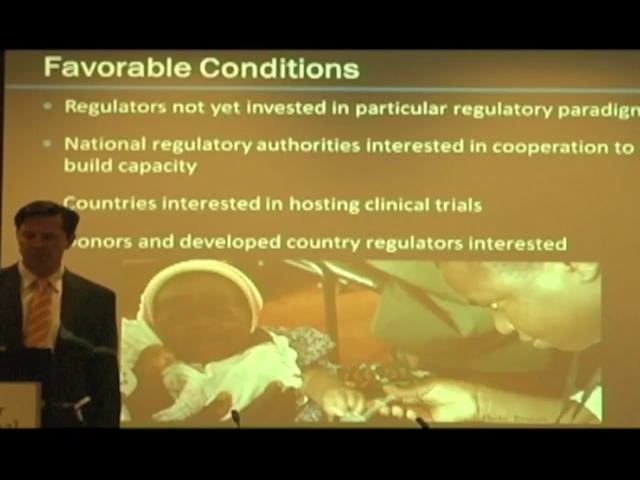 Favorable Conditions
• Regulators not yet invested in particular regulatory paradigm
• National regulatory authorities interested in cooperation to
build capacity
Countries interested in hosting clinical trials
Donors and developed country regulators interested